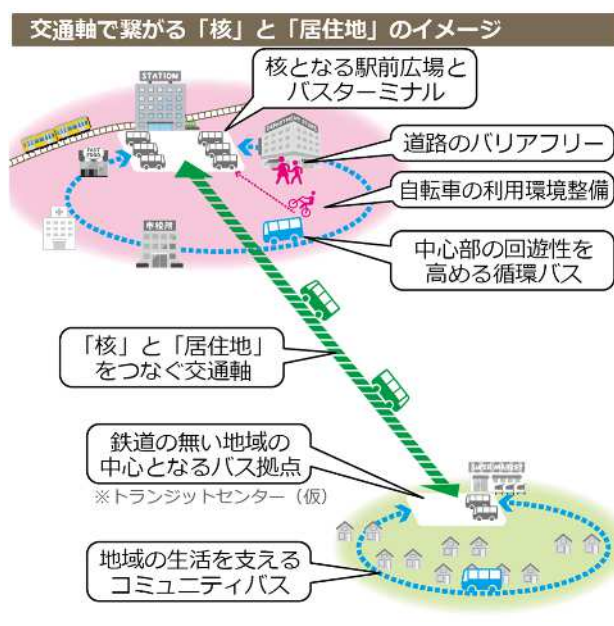 交通軸で繋がる「核」と「居住地」のイメージ
STATION
核となる駅前広場と
バスターミナル
道路のバリアフリー
自転車の利用環境整備
市役所
中心部の回遊性を
高める循環バス
「核」と「居住地」
をつなぐ交通軸
鉄道の無い地域の
中心となるバス拠点
※トランジットセンター（仮）
地域の生活を支える
コミュニティバス